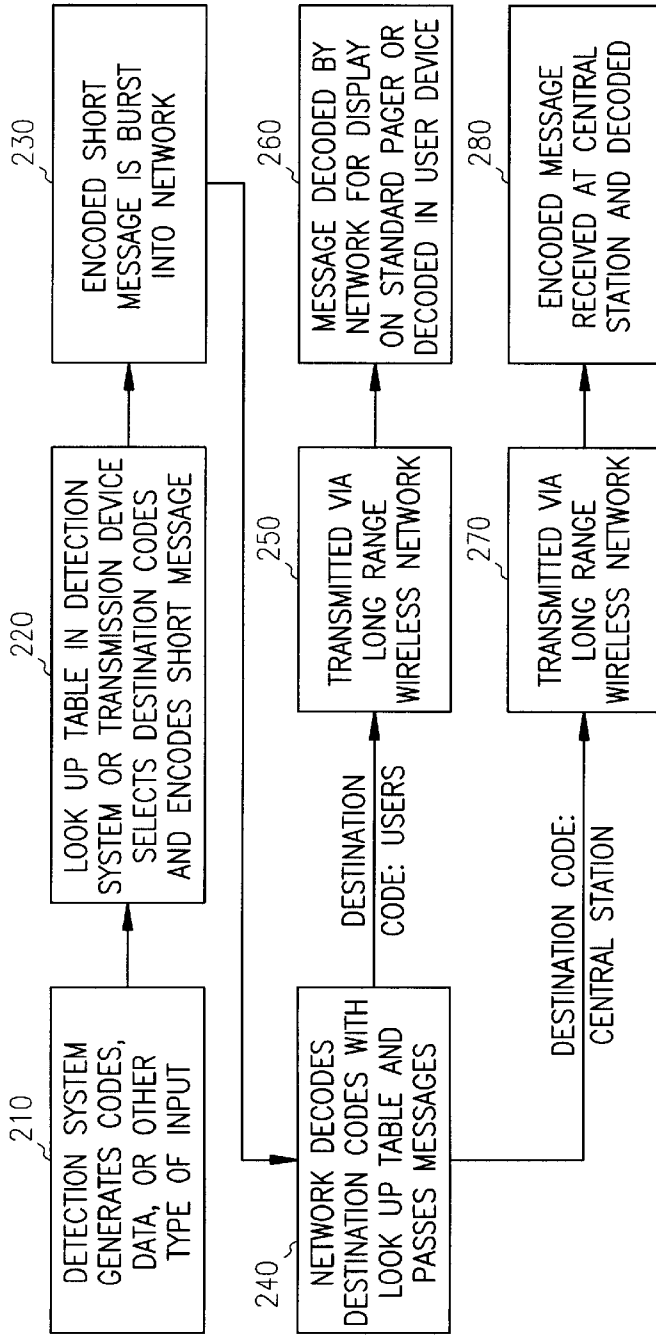 210
DETECTION SYSTEM
GENERATES CODES,
DATA, OR OTHER
TYPE OF INPUT
220
LOOK UP TABLE IN DETECTION
SYSTEM OR TRANSMISSION DEVICE
SELECTS DESTINATION CODES
AND ENCODES SHORT MESSAGE
230
ENCODED SHORT
MESSAGE IS BURST
INTO NETWORK
240
NETWORK DECODES
DESTINATION CODES WITH
LOOK UP TABLE AND
PASSES MESSAGES
DESTINATION
CODE: USERS
250
TRANSMITTED VIA
LONG RANGE
WIRELESS NETWORK
260
MESSAGE DECODED BY
NETWORK FOR DISPLAY
ON STANDARD PAGER OR
DECODED IN USER DEVICE
DESTINATION CODE:
CENTRAL STATION
270
TRANSMITTED VIA
LONG RANGE
WIRELESS NETWORK
280
ENCODED MESSAGE
RECEIVED AT CENTRAL
STATION AND DECODED